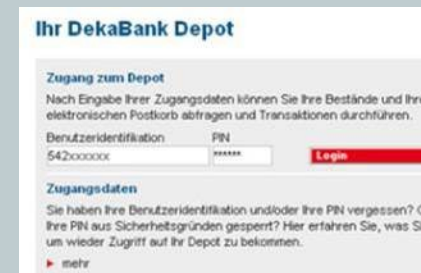 Ihr DekaBank Depot
Zugang zum Depot
Nach Eingabe Ihrer Zugangsdaten können Sie Ihre Bestände und Ihre
elektronischen Postkorb abfragen und Transaktionen durchführen.
Benutzeridentifikation PIN
542xxxxxx ****** Login
Zugangsdaten
Sie haben Ihre Benutzeridentifikation und/oder Ihre PIN vergessen?
Ihre PIN aus Sicherheitsgründen gesperrt? Hier erfahren Sie, was
um wieder Zugriff auf Ihr Depot zu bekommen.
mehr